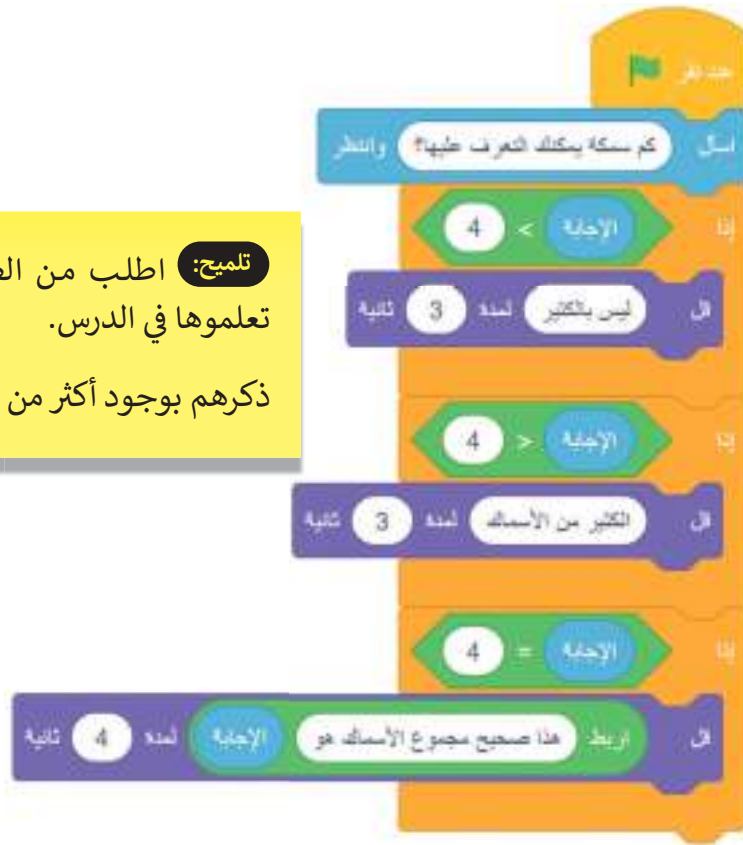 عند نقر
اسأل كم سمكة يمكنك التعرف عليها؟ وانتظر
إذا الإجابة < 4
قل ليس بالكثير لمدة 3 ثانية
إذا الإجابة > 4
قل الكثير من الأسماك لمدة 3 ثانية
إذا الإجابة = 4
قل اربط هذا صحيح مجموع الأسماك هو الإجابة لمدة 4 ثانية
تلميح: اطلب من
تعلموها في الدرس.
ذكرهم بوجود أكثر من